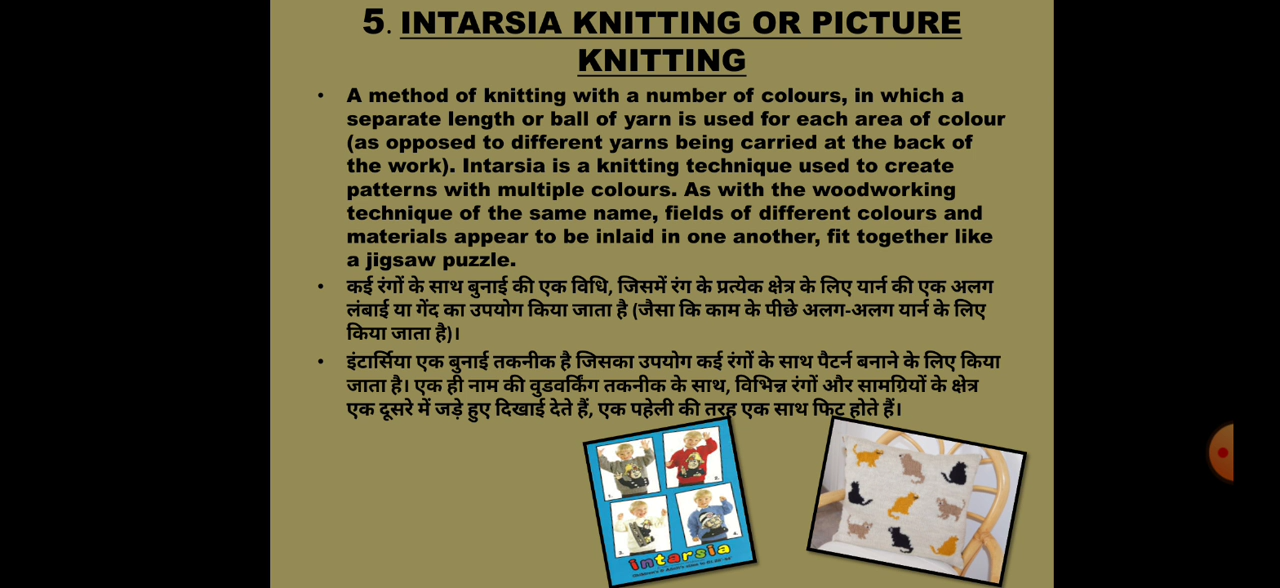 5. INTARSIA KNITTING OR PICTURE
KNITTING
• A method of knitting with a number of colours, in which a
separate length or ball of yarn is used for each area of colour
(as opposed to different yarns being carried at the back of
the work). Intarsia is a knitting technique used to create
patterns with multiple colours. As with the woodworking
technique of the same name, fields of different colours and
materials appear to be inlaid in one another, fit together like
a jigsaw puzzle.
• कई रंगों के साथ बुनाई की एक विधि, जिसमें रंग के प्रत्येक क्षेत्र के लिए यार्न की एक अलग
लंबाई या गेंद का उपयोग किया जाता है (जैसा कि काम के पीछे अलग-अलग यार्न के लिए
किया जाता है)।
• इंटार्सिया एक बुनाई तकनीक है जिसका उपयोग कई रंगों के साथ पैटर्न बनाने के लिए किया
जाता है। एक ही नाम की वुडवर्किंग तकनीक के साथ, विभिन्न रंगों और सामग्रियों के क्षेत्र
एक दूसरे में जड़े हुए दिखाई देते हैं, एक पहेली की तरह एक साथ फिट होते हैं।
intarsia